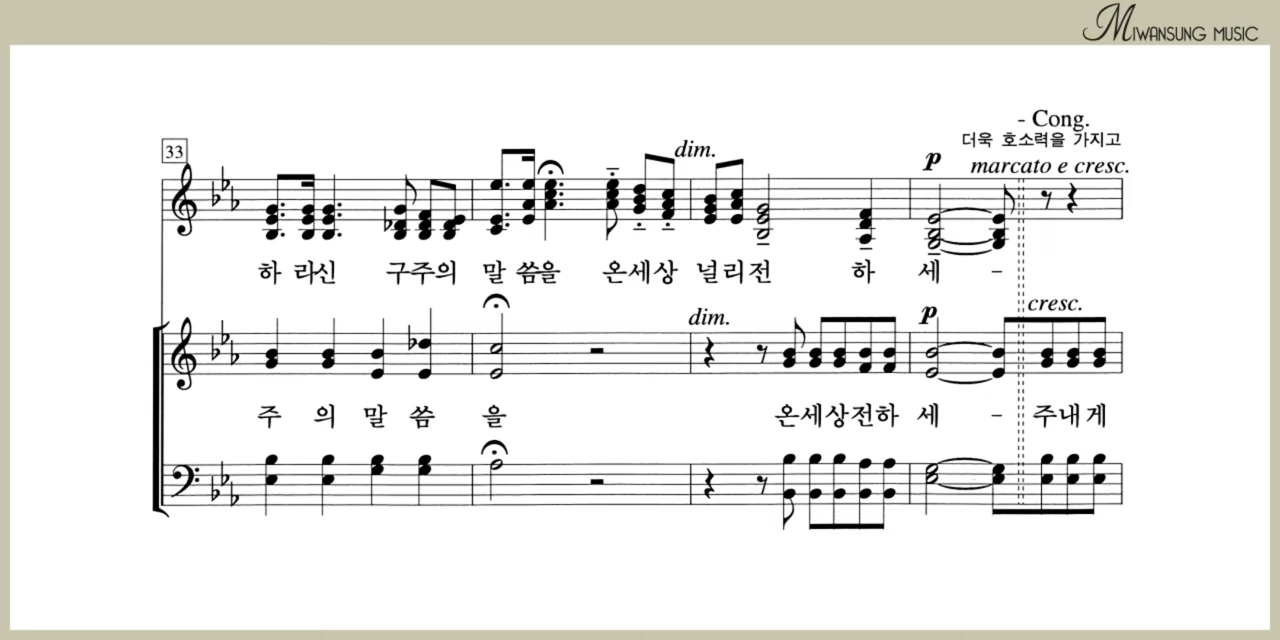 MIWANSUNG MUSIC
- Cong.
더욱 호소력을 가지고
33
dim.
p
marcato e cresc.
하 라신 구주의 말 씀을 온세상 널리전 하 세 -
dim.
p
cresc.
주 의 말 씀 을 온세상전하 세 - 주내게